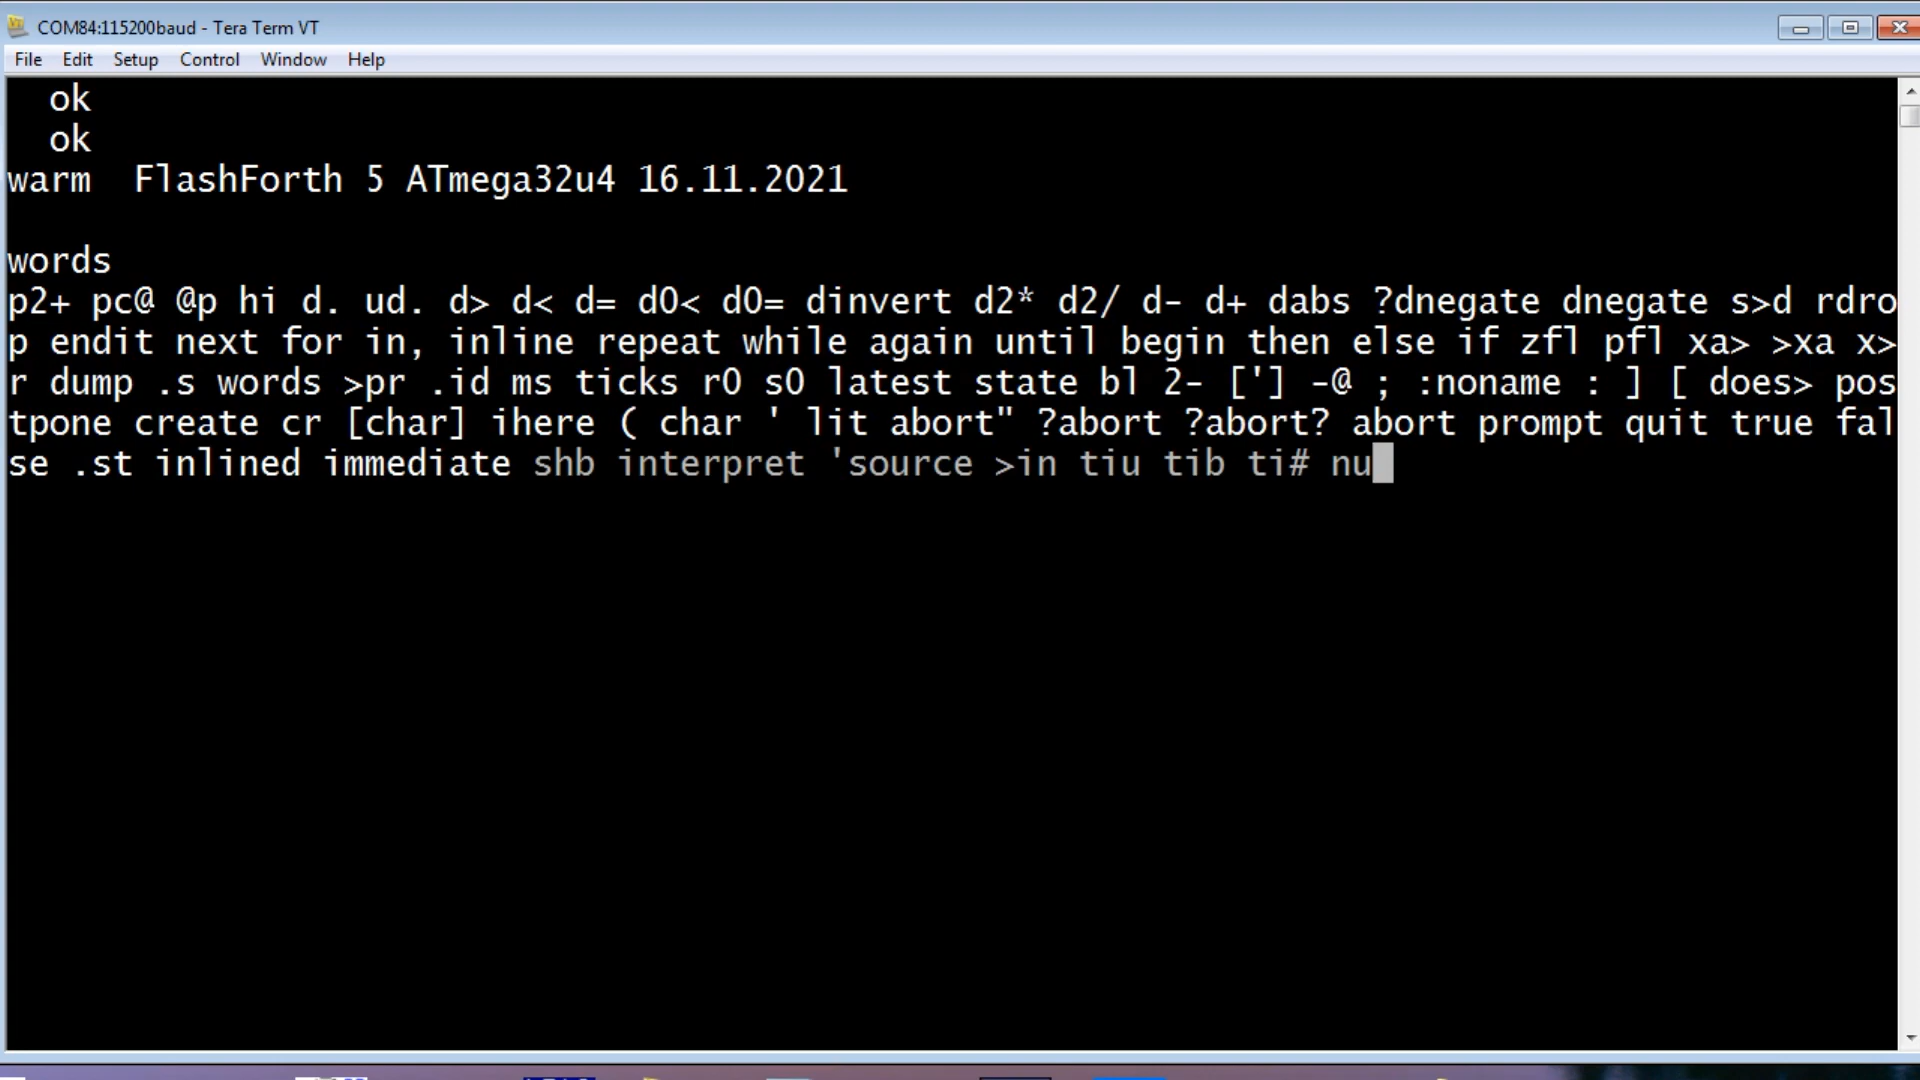 COM84:115200baud - Tera Term VT
File Edit Setup Control Window Help
ok
ok
warm FlashForth 5 ATmega32u4 16.11.2021
words
p2+ pc@ @p hi d. ud. d> d< d= d0< d0= dinvert d2* d2/ d- d+ dabs ?dnegate dnegate s>d rdro
p endit next for in, inline repeat while again until begin then else if zfl pfl xa> >xa x>
r dump .s words >pr .id ms ticks r0 s0 latest state bl 2- ['] -@ ; :noname : ] [ does> pos
tpone create cr [char] ihere ( char ' lit abort" ?abort ?abort? abort prompt quit true fal
se .st inlined immediate shb interpret 'source >in tiu tib ti# nu